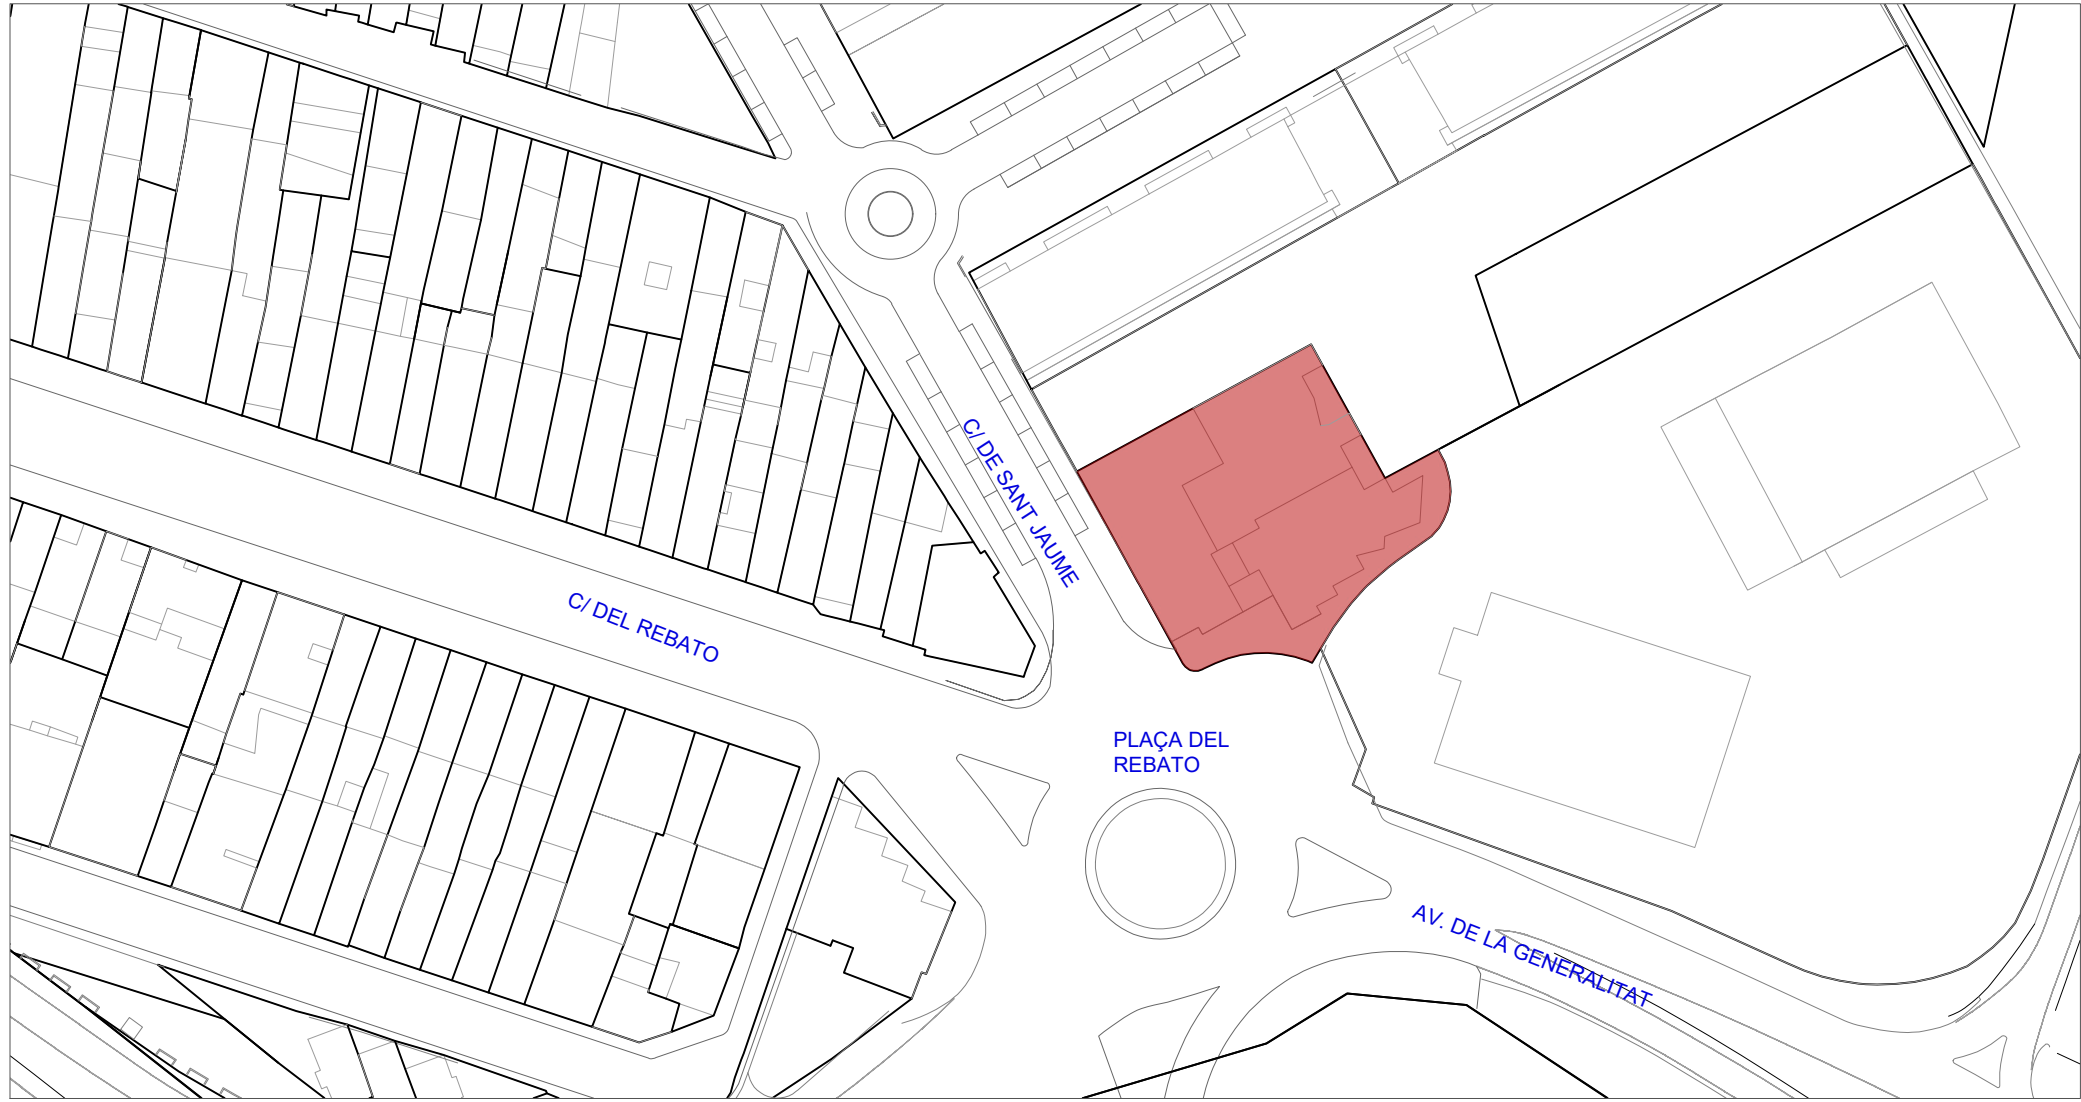 C/ DE SANT JAUME
C/ DEL REBATO
PLAÇA DEL
REBATO
AV. DE LA GENERALITAT